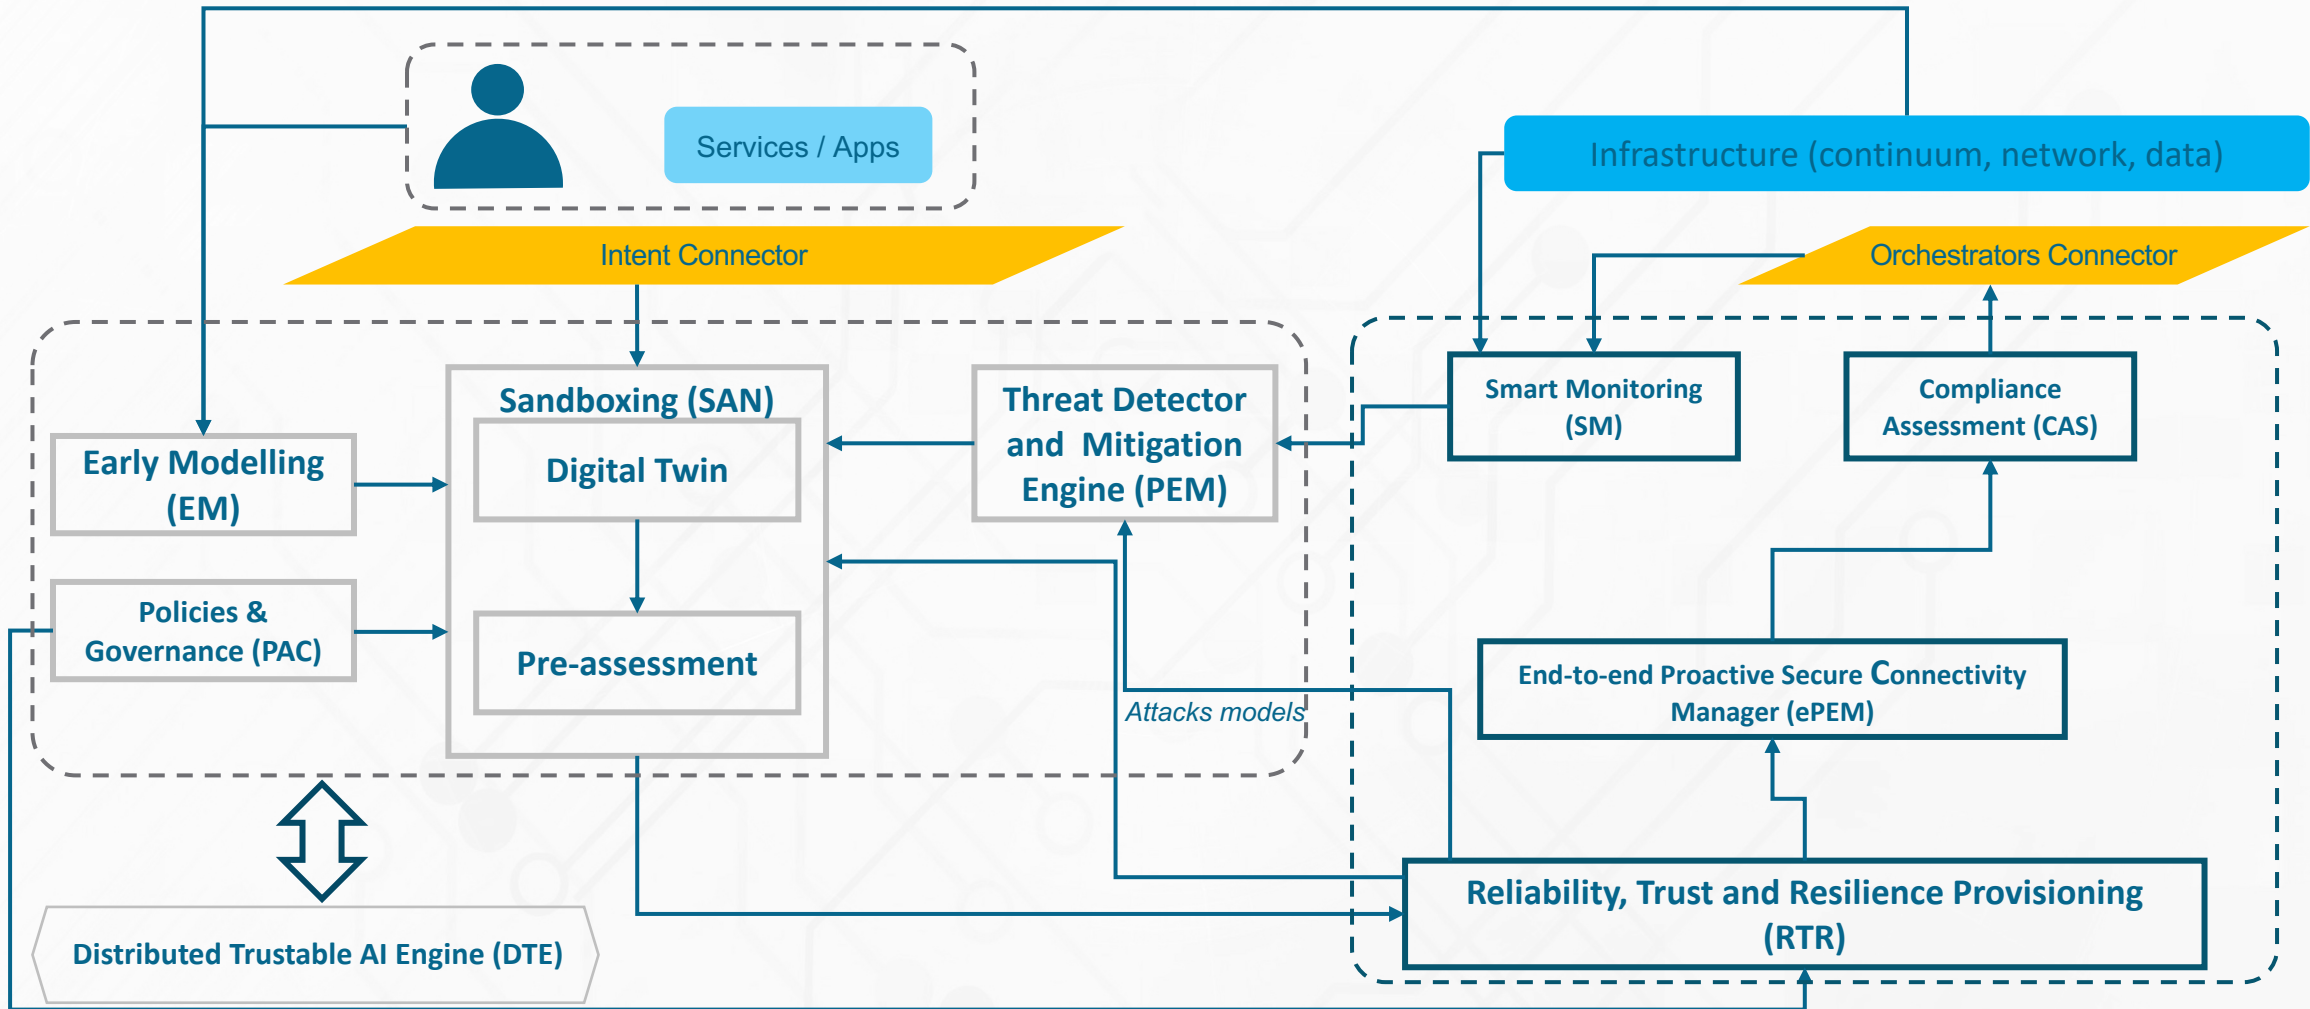 Services / Apps
Infrastructure (continuum, network, data)
Intent Connector
Orchestrators Connector
Sandboxing (SAN)
Digital Twin
Pre-assessment
Early Modelling
(EM)
Policies &
Governance (PAC)
Threat Detector
and Mitigation
Engine (PEM)
Attacks models
Smart Monitoring
(SM)
Compliance
Assessment (CAS)
End-to-end Proactive Secure Connectivity
Manager (ePEM)
Reliability, Trust and Resilience Provisioning
(RTR)
Distributed Trustable AI Engine (DTE)